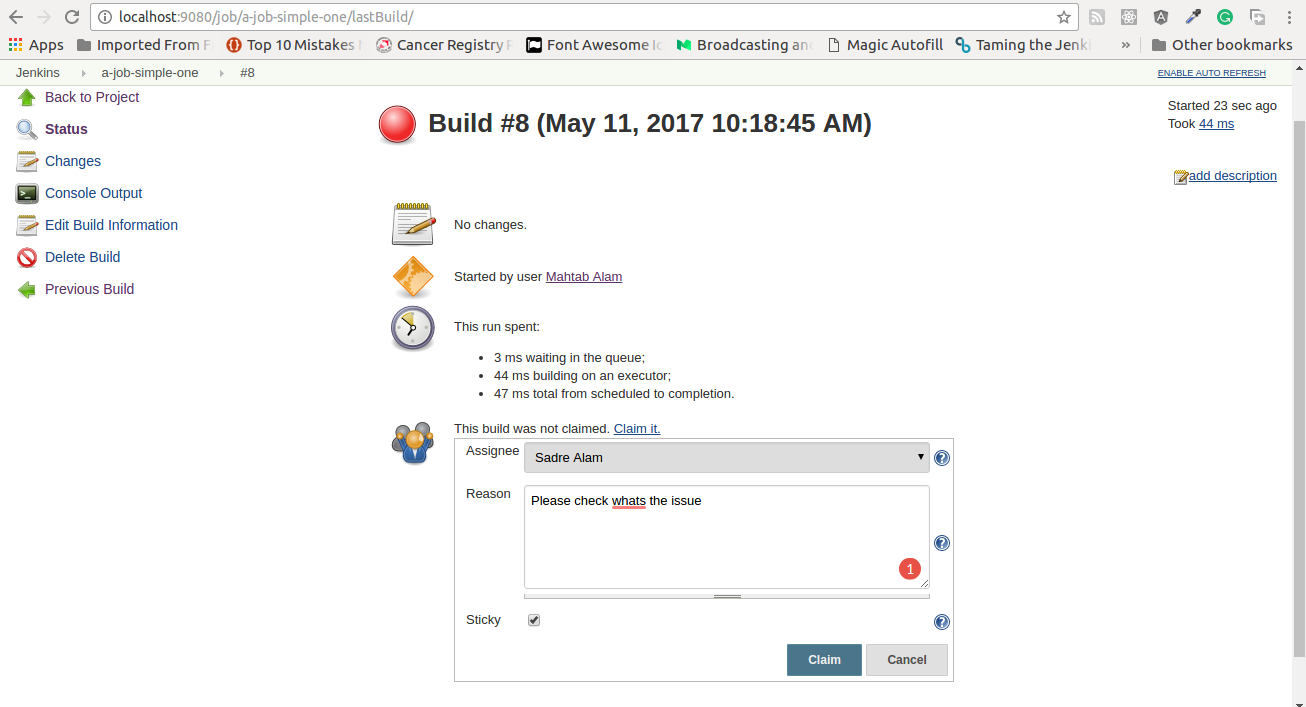 localhost:9080/job/a-job-simple-one/lastBuild/
Apps Imported From F Top 10 Mistakes Cancer Registry Font Awesome Ic Broadcasting an Magic Autofill Taming the Jenk » Other bookmarks
Jenkins a-job-simple-one #8 ENABLE AUTO REFRESH
Back to Project
Status
Changes
Console Output
Edit Build Information
Delete Build
Previous Build
Build #8 (May 11, 2017 10:18:45 AM)
Started 23 sec ago
Took 44 ms
add description
No changes.
Started by user Mahtab Alam
This run spent:
• 3 ms waiting in the queue;
• 44 ms building on an executor;
• 47 ms total from scheduled to completion.
This build was not claimed. Claim it.
Assignee Sadre Alam
Reason Please check whats the issue
1
Sticky
Claim Cancel